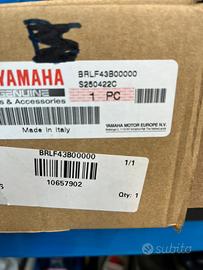 YAMAHA
GENUINE
s & Accessories
BRLF43B00000
S250422C
1 PC
Made in Italy
YAMAHA MOTOR EUROPE N.V.
BRLF43B00000
1/1
S
10657902
Qty: 1
subito